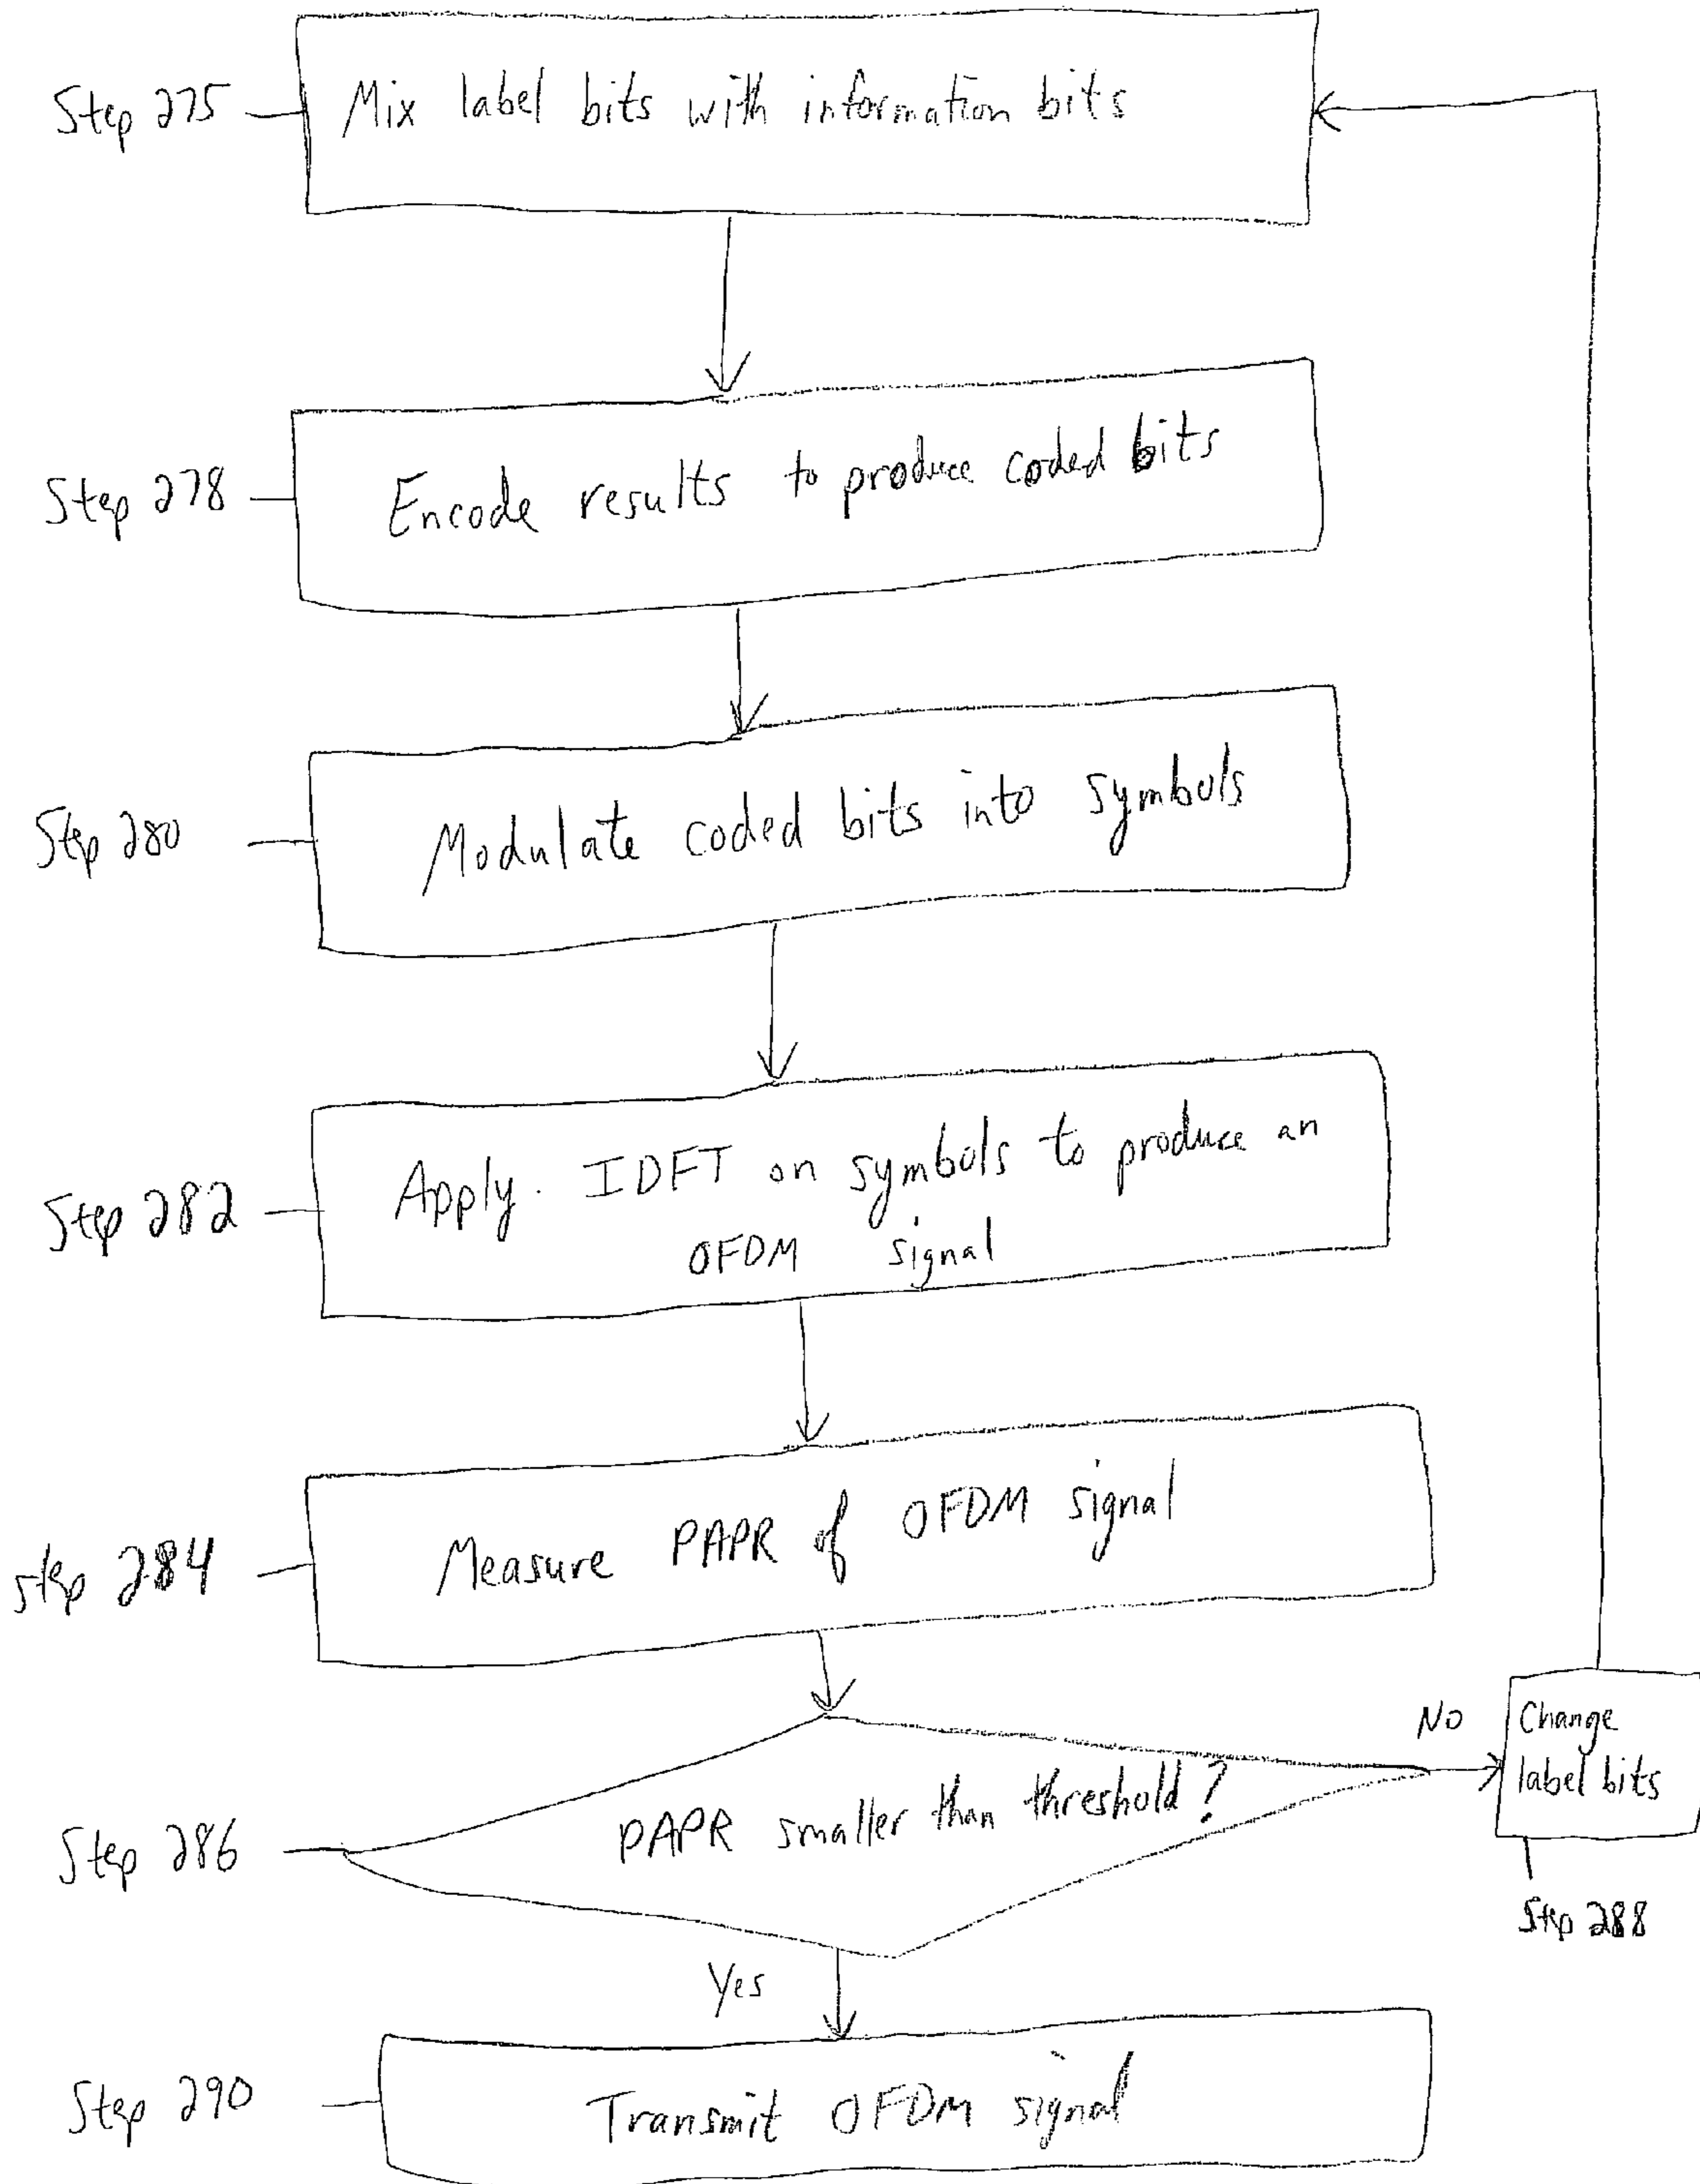 Step 275
Mix label bits with information bits
Step 278
Encode results to produce coded bits
Step 280
Modulate coded bits into symbols
Step 282
Apply. IDFT on symbols to produce an
OFDM signal
Step 284
Measure PAPR of OFDM signal
No
Change
label bits
Step 286
PAPR smaller than threshold?
Step 288
Yes
Step 290
Transmit OFDM signal